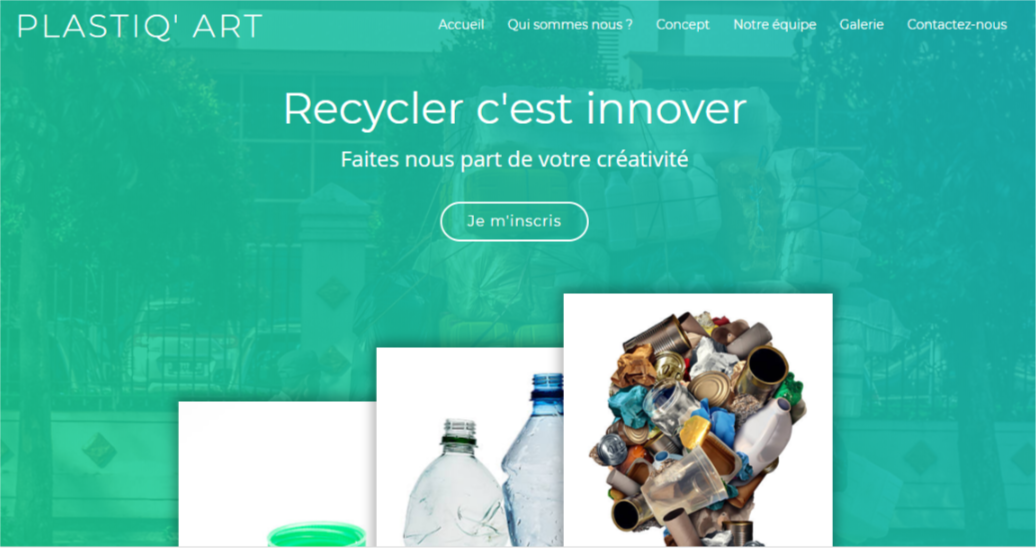 PLASTIQ' ART
Accueil Qui sommes nous ? Concept Notre équipe Galerie Contactez-nous
Recycler c'est innover
Faites nous part de votre créativité
Je m'inscris